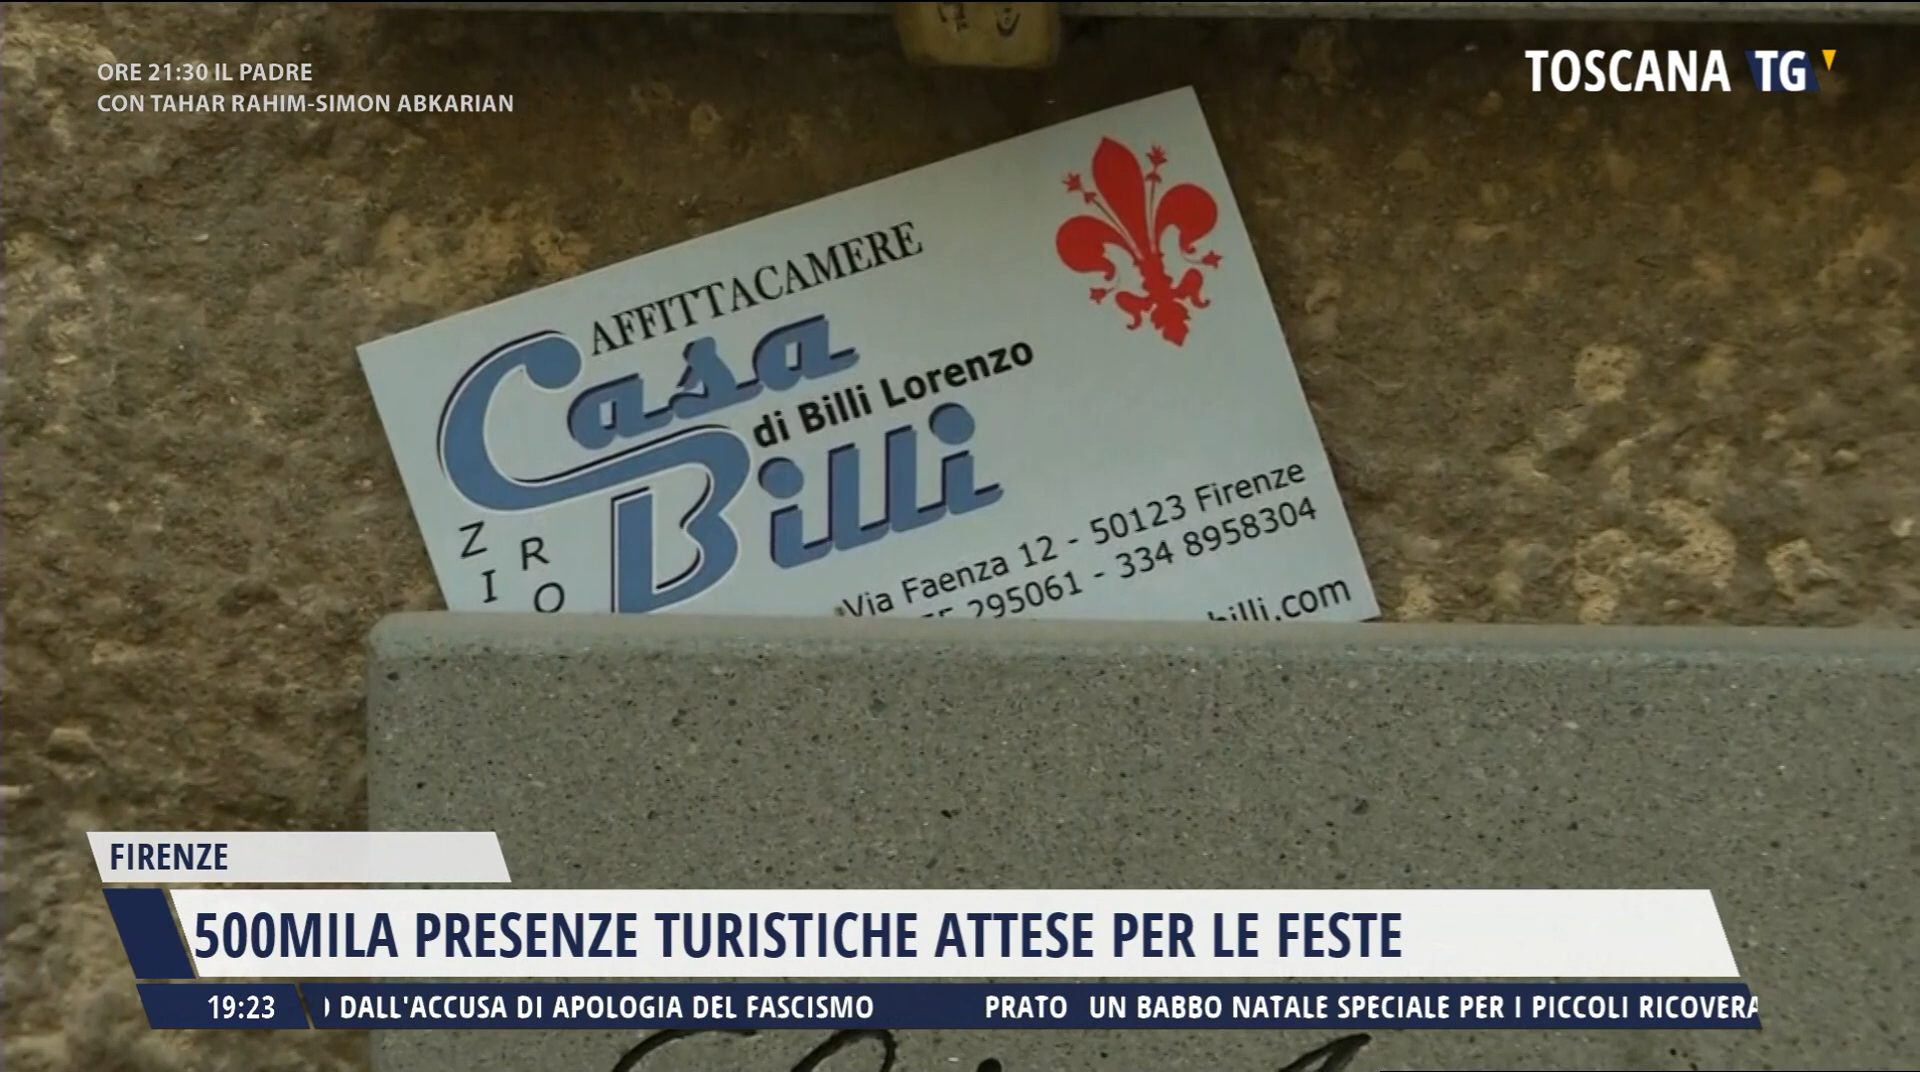 ORE 21:30 IL PADRE
CON TAHAR RAHIM-SIMON ABKARIAN
TOSCANA TG
AFFITTACAMERE
Casa
di Billi Lorenzo
Billi
Z R
I O
Via Faenza 12 - 50123 Firenze
295061 - 334 8958304
billi.com
FIRENZE
500MILA PRESENZE TURISTICHE ATTESE PER LE FESTE
19:23 DALL'ACCUSA DI APOLOGIA DEL FASCISMO PRATO UN BABBO NATALE SPECIALE PER I PICCOLI RICOVERA